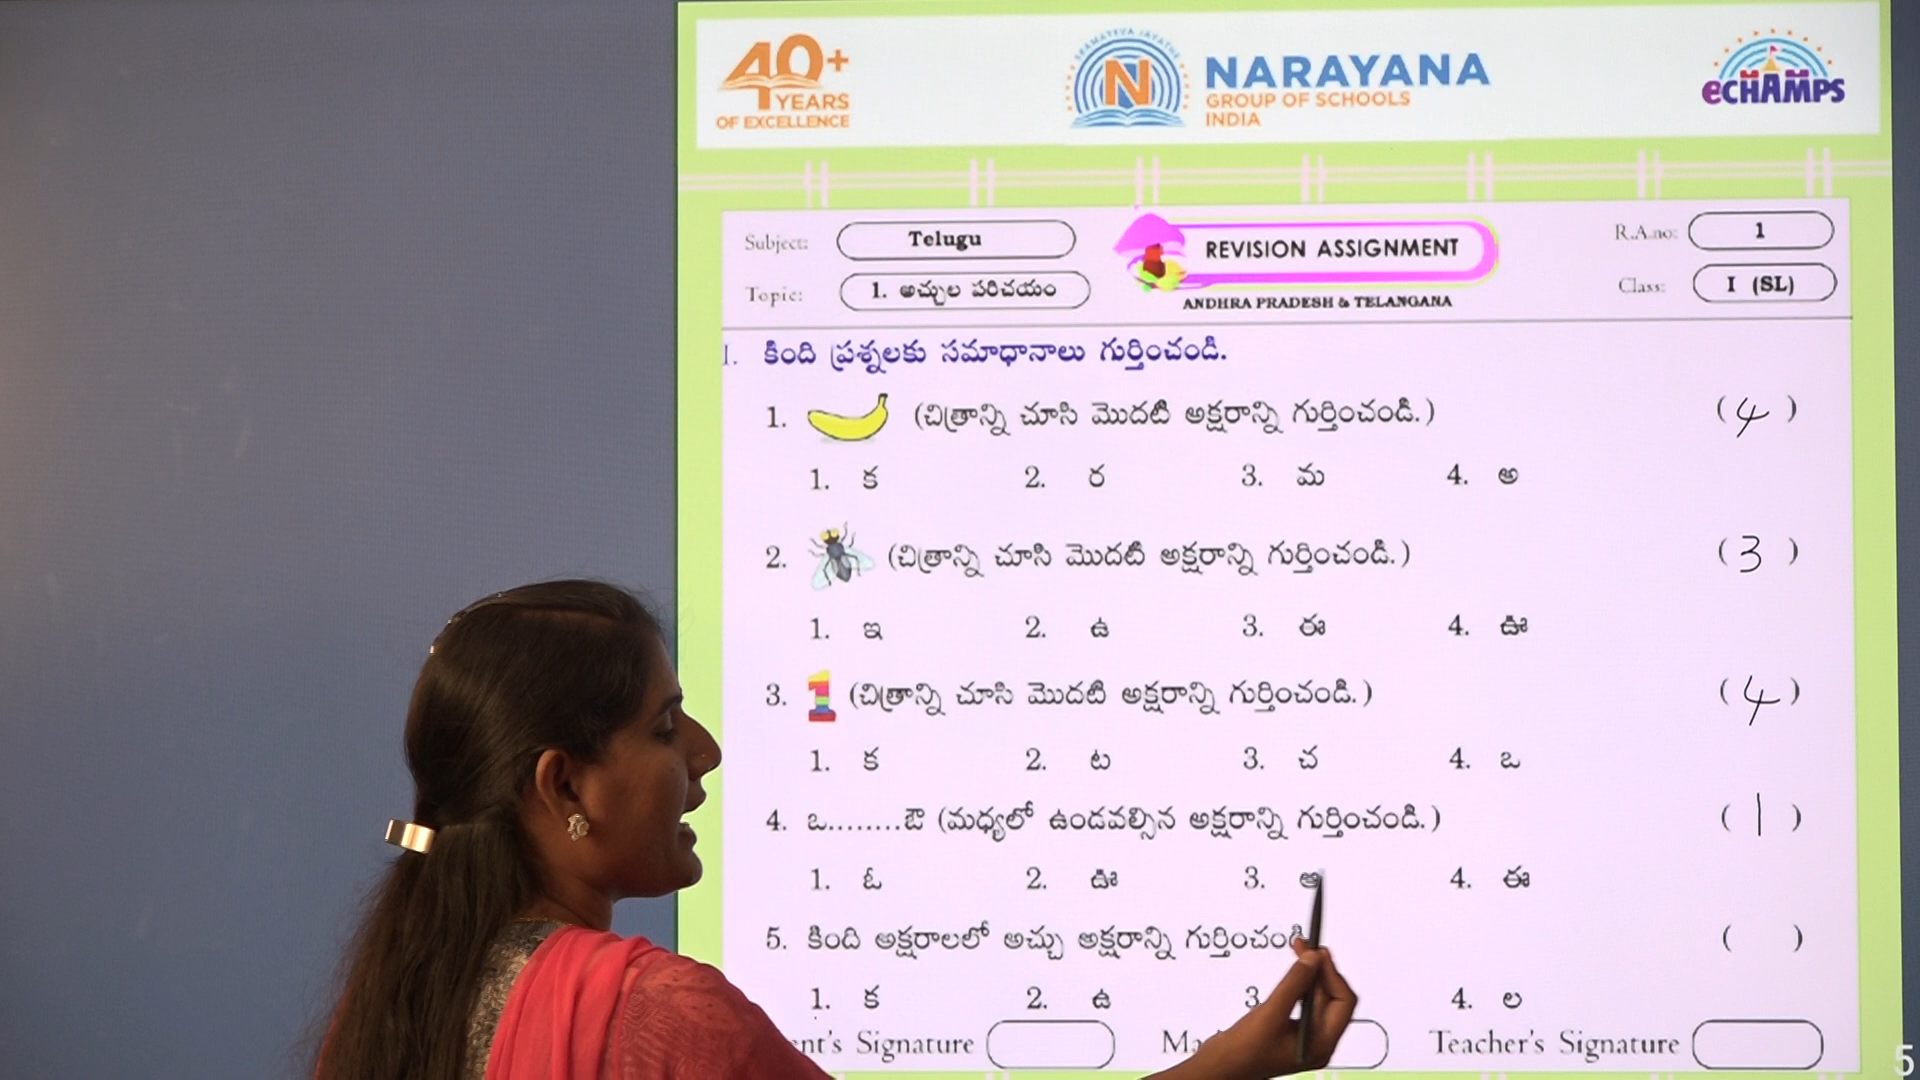 40+
YEARS
OF EXCELLENCE
NARAYANA
GROUP OF SCHOOLS
INDIA
eCHAMPS
Subject: Telugu
REVISION ASSIGNMENT
R.A.no: 1
Topic: 1. అచ్చుల పరిచయం
ANDHRA PRADESH & TELANGANA
Class: I (SL)
I. కింది ప్రశ్నలకు సమాధానాలు గుర్తించండి.
1. (చిత్రాన్ని చూసి మొదటి అక్షరాన్ని గుర్తించండి.) (4)
1. క 2. ర 3. మ 4. అ
2. (చిత్రాన్ని చూసి మొదటి అక్షరాన్ని గుర్తించండి.) (3)
1. ఇ 2. ఉ 3. ఈ 4. ఊ
3. 1 (చిత్రాన్ని చూసి మొదటి అక్షరాన్ని గుర్తించండి.) (4)
1. క 2. ట 3. చ 4. ఒ
4. ఒ........ఔ (మధ్యలో ఉండవల్సిన అక్షరాన్ని గుర్తించండి.) (1)
1. ఓ 2. ఊ 3. 4. ఈ
5. కింది అక్షరాలలో అచ్చు అక్షరాన్ని గుర్తించండి ( )
1. క 2. ఉ 3. 4. ల
Signature Teacher's Signature
5